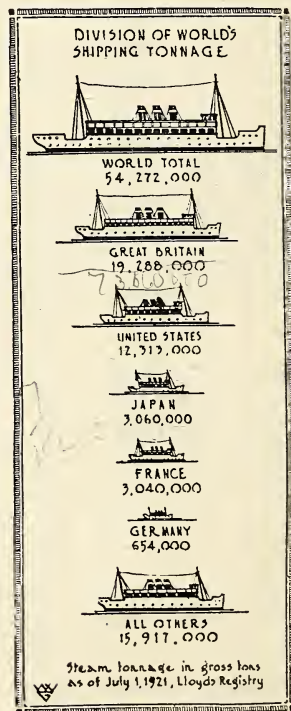 DIVISION OF WORLD'S
SHIPPING TONNAGE
WORLD TOTAL
54,272,000
GREAT BRITAIN
19,288,000
UNITED STATES
12,313,000
JAPAN
3,060,000
FRANCE
3,040,000
GERMANY
654,000
ALL OTHERS
15,917,000
Steam tonnage in gross tons
as of July 1, 1921, Lloyds Registry